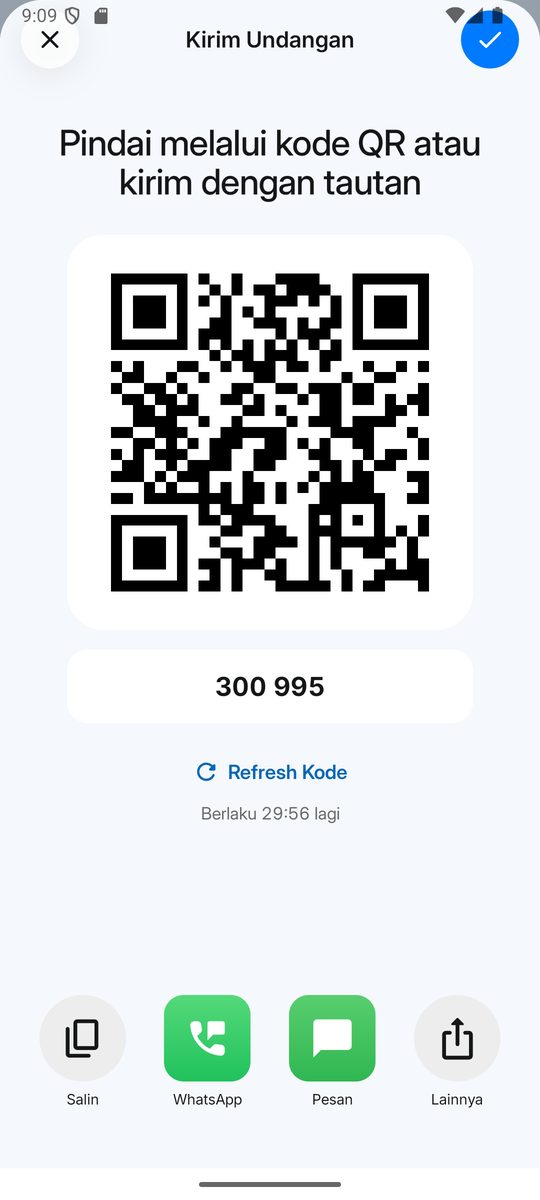 9:09
Kirim Undangan
Pindai melalui kode QR atau
kirim dengan tautan
300 995
Refresh Kode
Berlaku 29:56 lagi
Salin
WhatsApp
Pesan
Lainnya